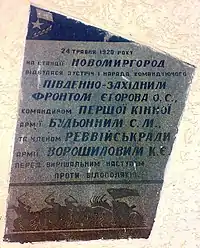 24 ТРАВНЯ 1920 РОКУ
НА СТАНЦІЇ НОВОМИРГОРОД
ВІДБУЛАСЯ ЗУСТРІЧ І НАРАДА КОМАНДУЮЧОГО
ПІВДЕННО-ЗАХІДНИМ
ФРОНТОМ ЄГОРОВА О.Є.,
КОМАНДИРОМ ПЕРШОЇ КІННОЇ
АРМІЇ БУДЬОННИМ С.М.,
ТА ЧЛЕНОМ РЕВВІЙСЬКРАДИ
АРМІЇ ВОРОШИЛОВИМ К.Є.
ПЕРЕД ВИРІШАЛЬНИМ НАСТУПОМ
ПРОТИ БІЛОПОЛЯКІВ.